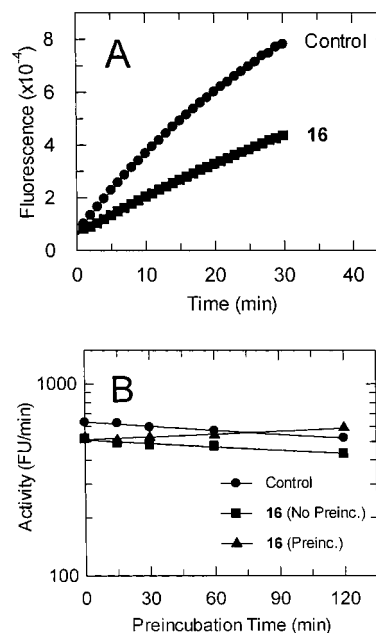 A
Control
16
Fluorescence (x10⁻⁴)
8
6
4
2
0
0 10 20 30 40
Time (min)
B
1000
100
Activity (FU/min)
Control
16 (No Preinc.)
16 (Preinc.)
0 30 60 90 120
Preincubation Time (min)